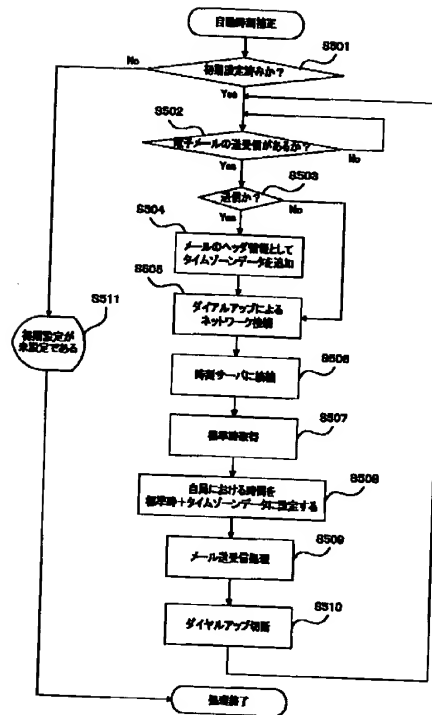 自動時刻補正
S501
No
初期設定済みか?
Yes
S502
電子メールの送受信があるか?
No
Yes
S503
送信か?
No
Yes
S504
メールのヘッダ情報として
タイムゾーンデータを追加
S505
ダイアルアップによる
ネットワーク接続
S511
初期設定が
未設定である
S506
時刻サーバに接続
S507
標準時取得
S508
自局における時間を
標準時+タイムゾーンデータに設定する
S509
メール送受信処理
S510
ダイヤルアップ切断
処理終了